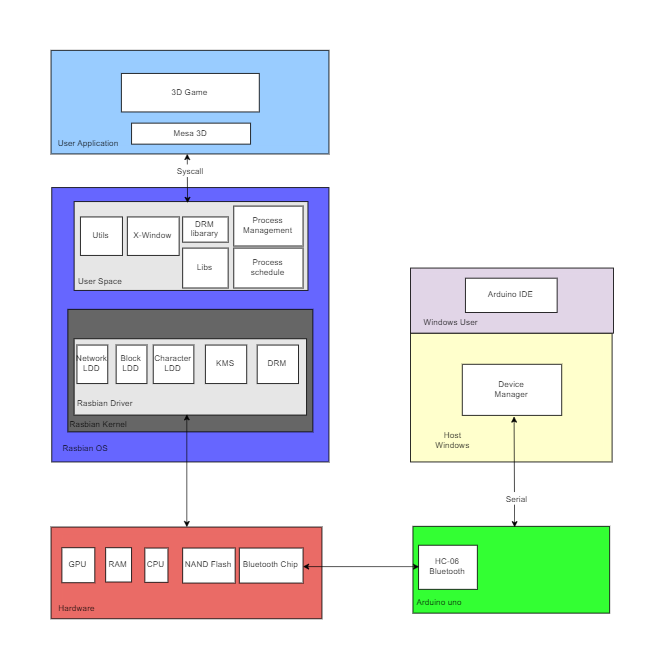 3D Game
Mesa 3D
User Application
Syscall
Utils
X-Window
DRM
libarary
Process
Management
Libs
Process
schedule
User Space
Network
LDD
Block
LDD
Character
LDD
KMS
DRM
Rasbian Driver
Rasbian Kernel
Rasbian OS
Arduino IDE
Windows User
Device
Manager
Host
Windows
Serial
GPU
RAM
CPU
NAND Flash
Bluetooth Chip
Hardware
HC-06
Bluetooth
Arduino uno